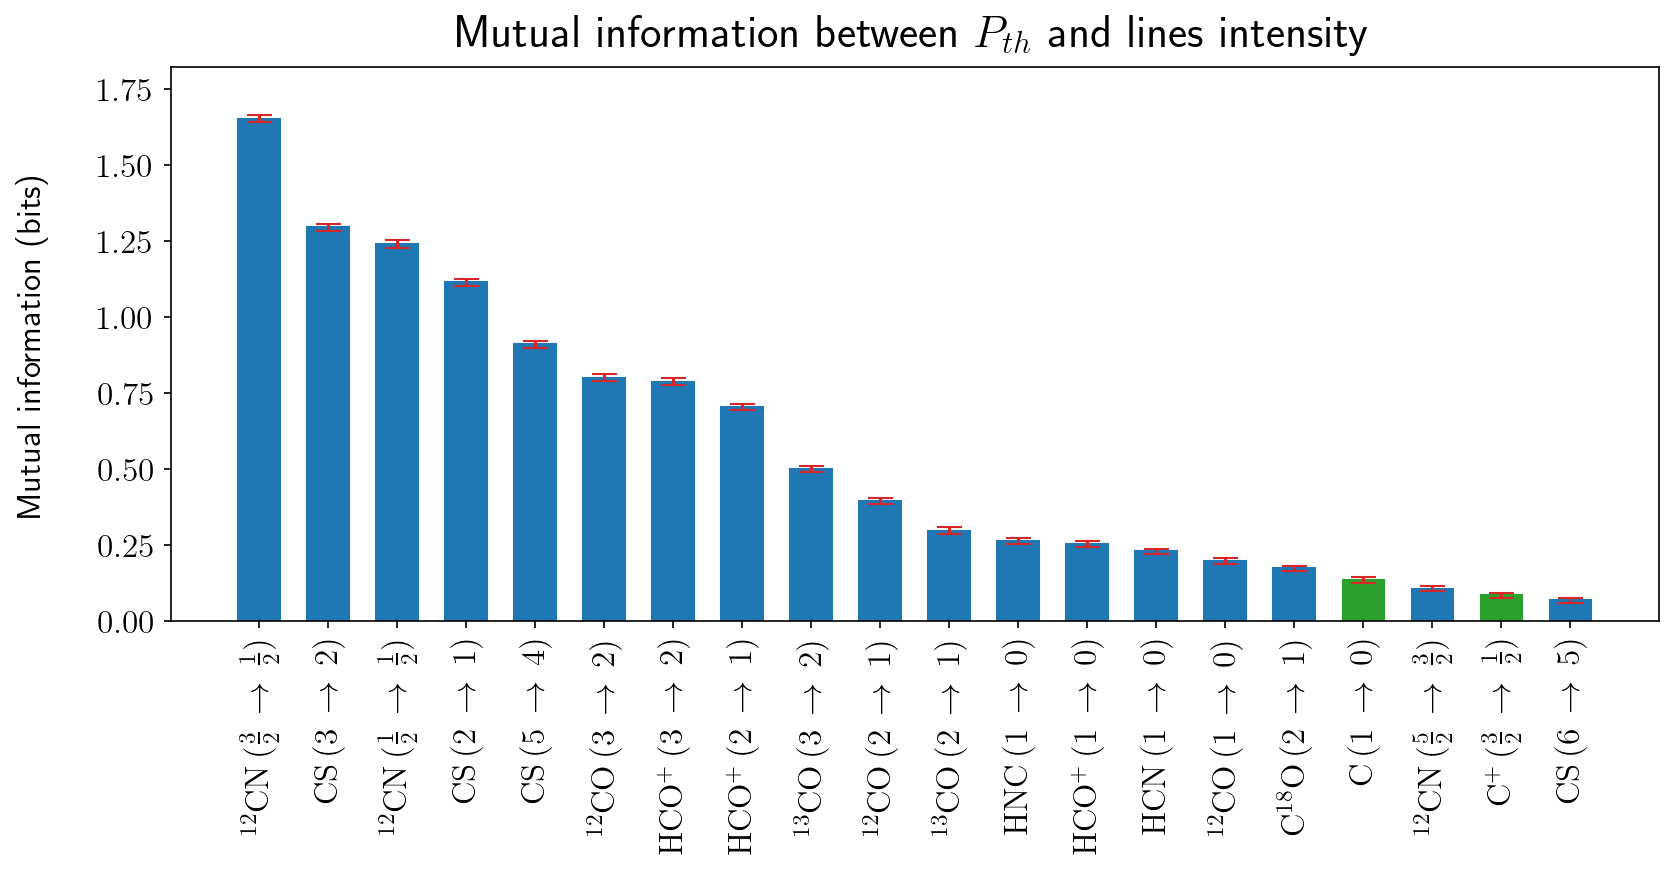 Mutual information between P_th and lines intensity
Mutual information (bits)
1.75
1.50
1.25
1.00
0.75
0.50
0.25
0.00
¹²CN (3/2 → 1/2)
CS (3 → 2)
¹²CN (1/2 → 1/2)
CS (2 → 1)
CS (5 → 4)
¹²CO (3 → 2)
HCO⁺ (3 → 2)
HCO⁺ (2 → 1)
¹³CO (3 → 2)
¹²CO (2 → 1)
¹³CO (2 → 1)
HNC (1 → 0)
HCO⁺ (1 → 0)
HCN (1 → 0)
¹²CO (1 → 0)
C¹⁸O (2 → 1)
C (1 → 0)
¹²CN (5/2 → 3/2)
C⁺ (3/2 → 1/2)
CS (6 → 5)